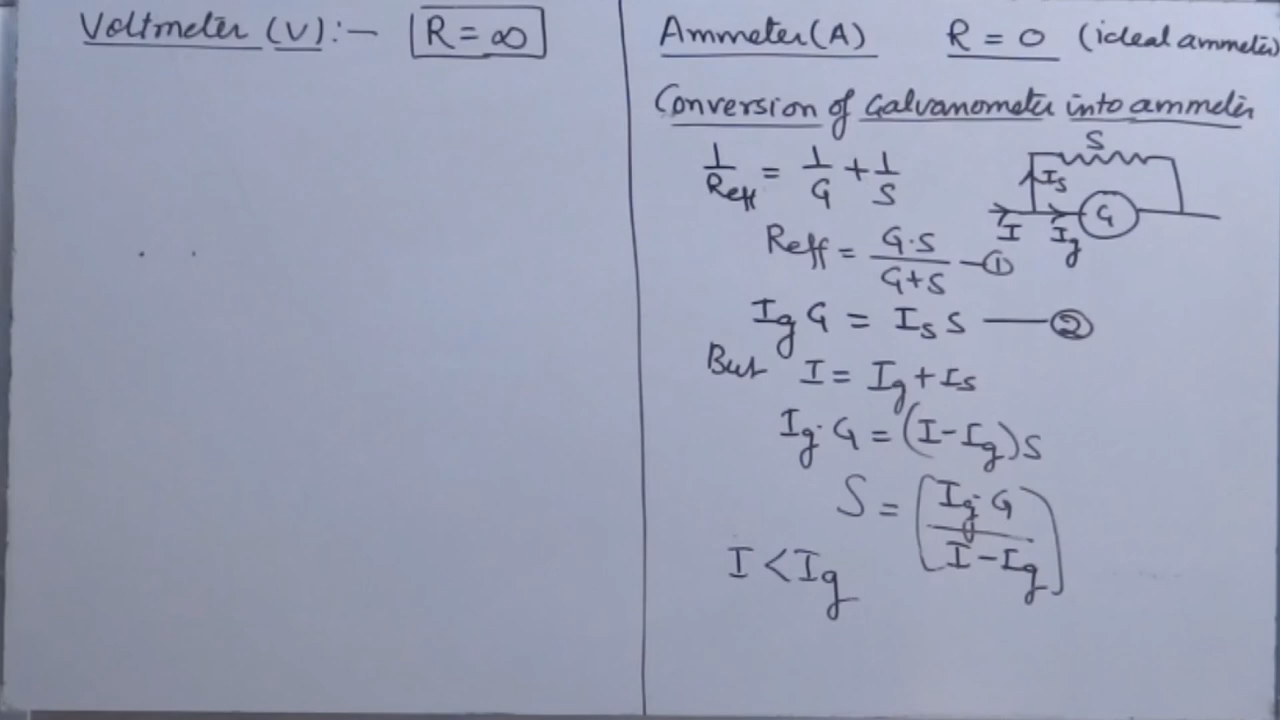 Voltmeter (V):— R = ∞
Ammeter (A) R = 0 (ideal ammeter)
Conversion of Galvanometer into ammeter
1/Reff = 1/G + 1/S
S
Is
I Ig G
Reff = G·S/G+S —①
Ig G = Is S —②
But I = Ig + Is
Ig·G = (I-Ig)S
S = (Ig·G/I-Ig)
I < Ig